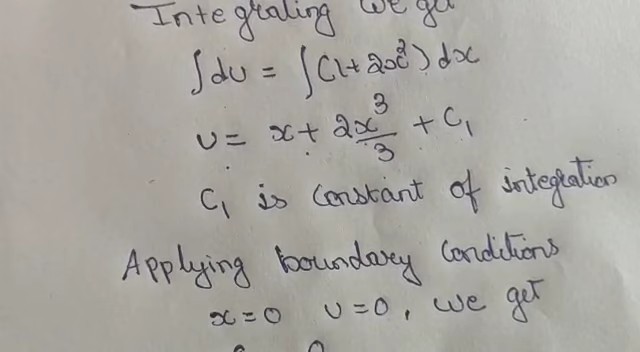 Integrating we get
∫du = ∫(1+2x²)dx
u = x + 2x³/3 + C₁
C₁ is constant of integration
Applying boundary conditions
x=0 u=0, we get